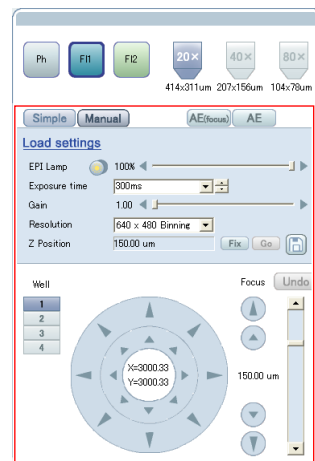 Ph Fl1 Fl2 20× 40× 80×
414x311um 207x156um 104x78um
Simple Manual AE(focus) AE
Load settings
EPI Lamp 100%
Exposure time 300ms
Gain 1.00
Resolution 640 x 480 Binning
Z Position 150.00 um Fix Go
Well Focus Undo
1
2
3
4
X=3000.33
Y=3000.33
150.00 um